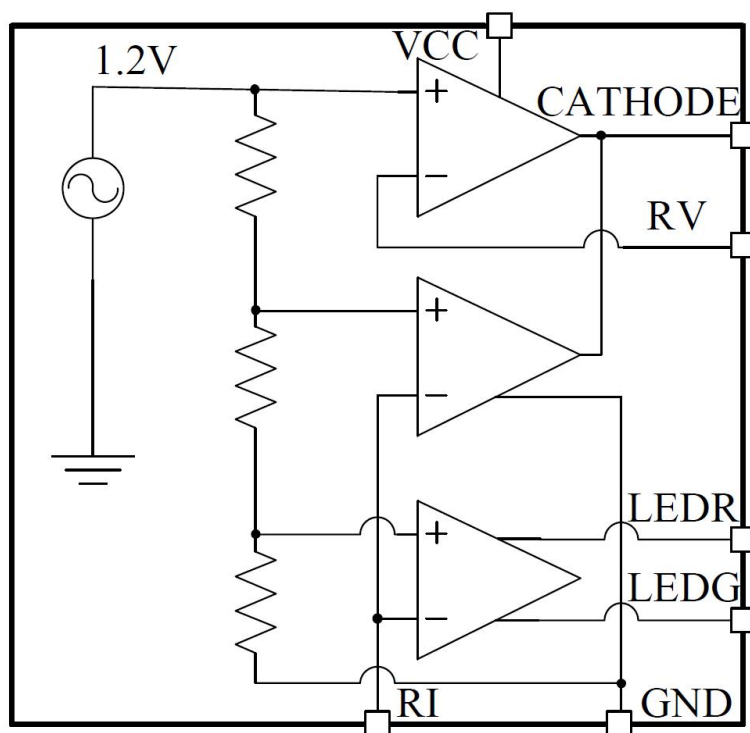 VCC
1.2V
+
CATHODE
−
RV
+
−
LEDR
+
LEDG
−
RI
GND